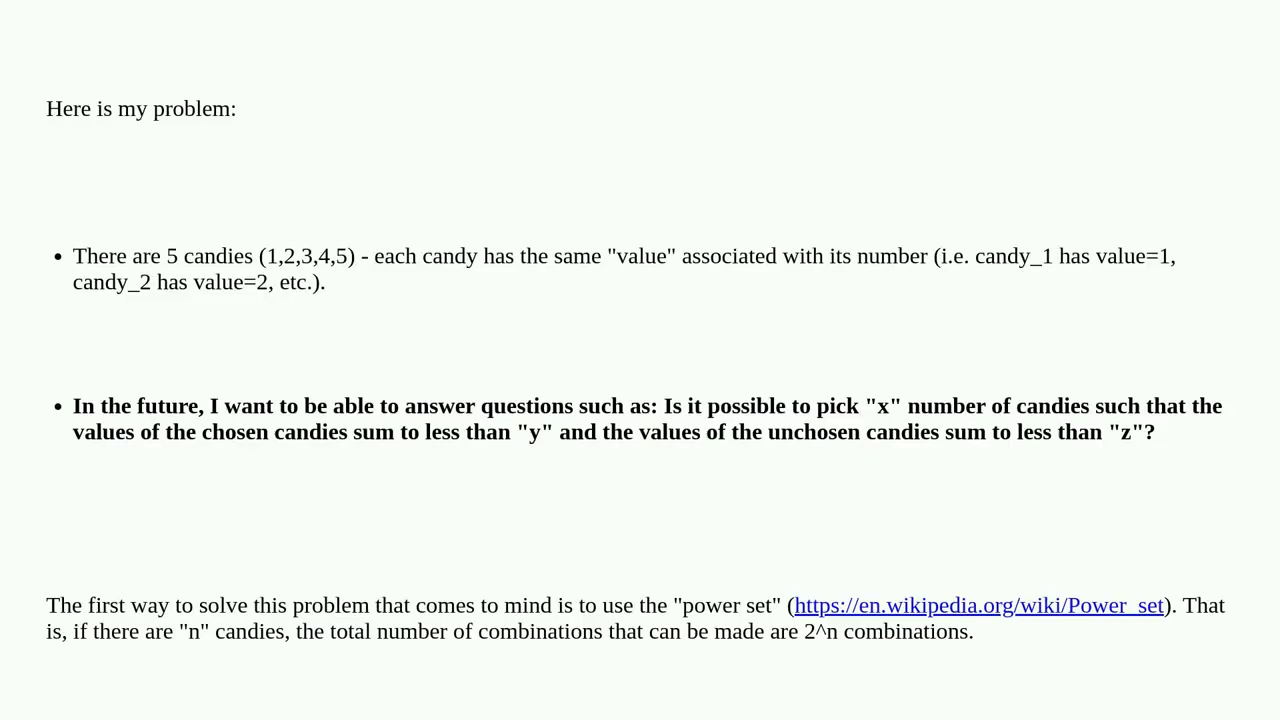 Here is my problem:
• There are 5 candies (1,2,3,4,5) - each candy has the same "value" associated with its number (i.e. candy_1 has value=1,
candy_2 has value=2, etc.).
• In the future, I want to be able to answer questions such as: Is it possible to pick "x" number of candies such that the
values of the chosen candies sum to less than "y" and the values of the unchosen candies sum to less than "z"?
The first way to solve this problem that comes to mind is to use the "power set" (https://en.wikipedia.org/wiki/Power_set). That
is, if there are "n" candies, the total number of combinations that can be made are 2^n combinations.